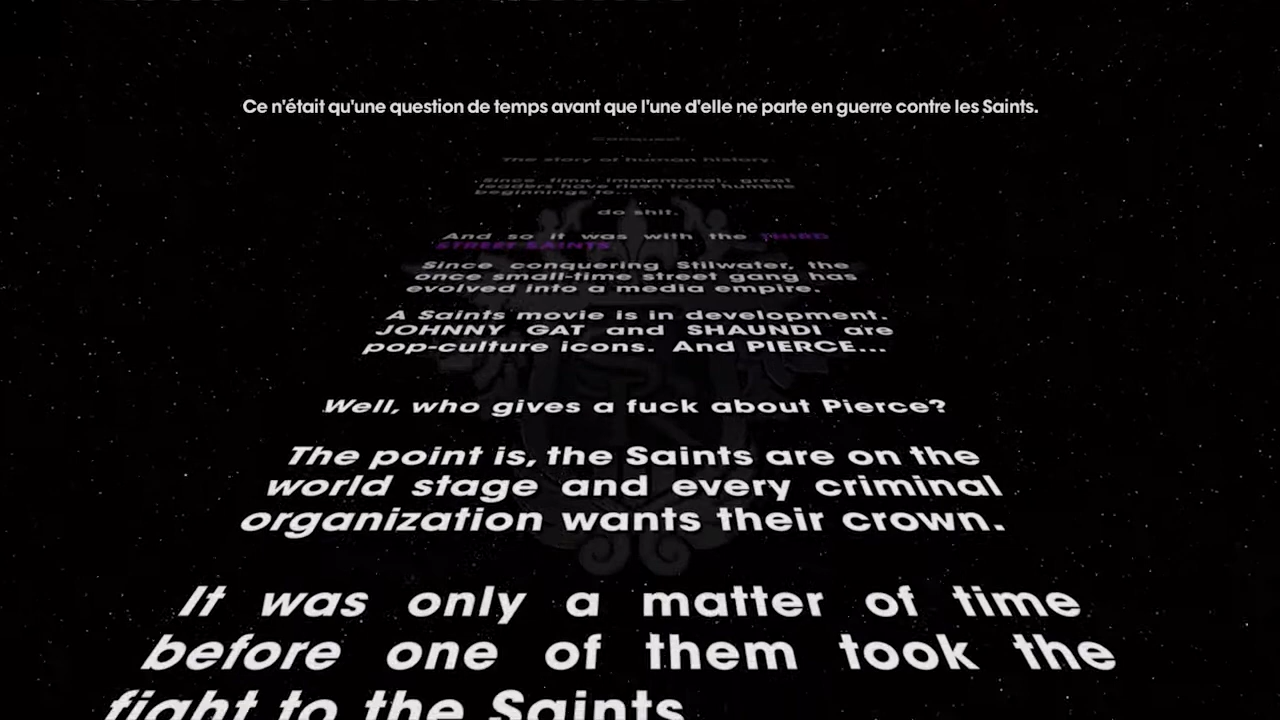 Ce n'était qu'une question de temps avant que l'une d'elle ne parte en guerre contre les Saints.
Conquest.
The story of human history.
Since time immemorial, great
leaders have risen from humble
beginnings to...
do shit.
And so it was with the THIRD
STREET SAINTS
Since conquering Stilwater, the
once small-time street gang has
evolved into a media empire.
A Saints movie is in development.
JOHNNY GAT and SHAUNDI are
pop-culture icons. And PIERCE...
Well, who gives a fuck about Pierce?
The point is, the Saints are on the
world stage and every criminal
organization wants their crown.
It was only a matter of time
before one of them took the
fight to the Saints